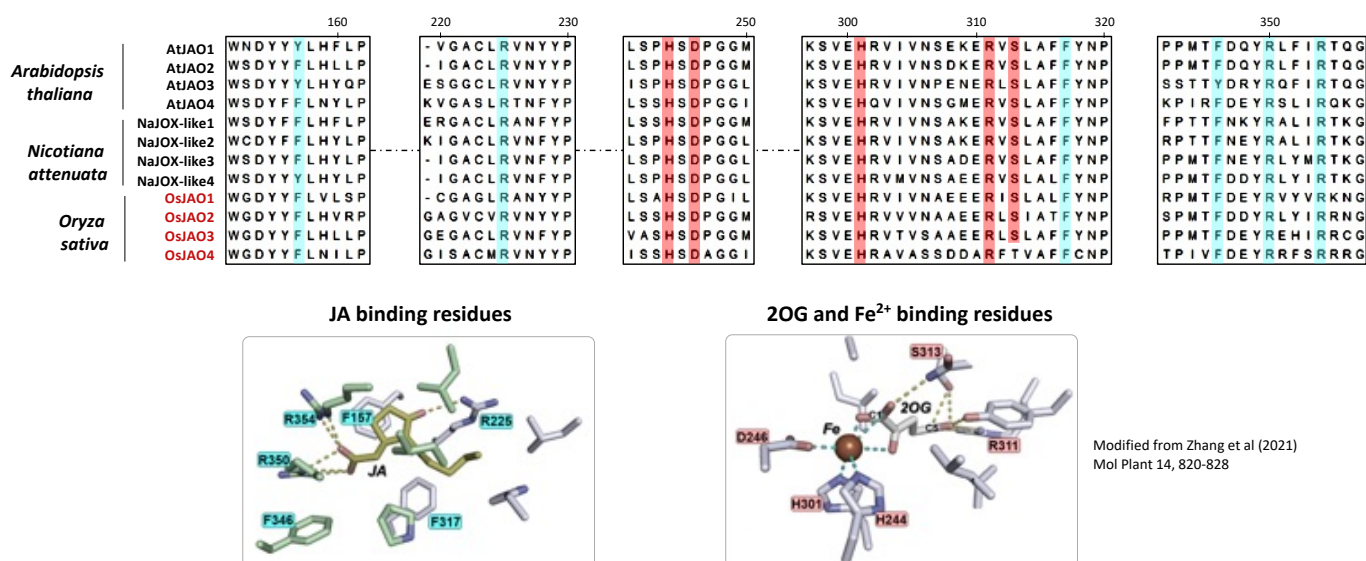 160 220 230 250 300 310 320 350
AtJAO1 WNDYYYLHFLP -VGACLRVNYYP LSPHSDPGGM KSVEHRVIVNSEKERVSLAFFYNP PPMTFDQYRLFIRTQG
Arabidopsis thaliana
AtJAO2 WSDYYFLHLLP -IGACLRVNYYP LSPHSDPGGM KSVEHRVIVNSDKERVSLAFFYNP PPMTFDRYRLFIRTQG
AtJAO3 WSDYYYLHYQP ESGGCLRVNYYP ISPHSDPGGL KSVEHRVIVNPENERLSLAFFYNP SSTTYDRYRQFIRTQG
AtJAO4 WSDYFFLNYLP KVGASLRTNFYP LSSHSDPGGI KSVEHQVIVNSGMERVSLAFFYNP KPIRFDEYRSLIRQKG
NaJOX-like1 WSDYFFLHFLP ERGACLRANFYP LSSHSDPGGM KSVEHRVIVNSNKERVSLAFFYNP FPTTFNKYRALIRTKG
Nicotiana attenuata
NaJOX-like2 WCDYFFLHYLP KIGACLRVNFYP LSPHSDPGGL KSVEHRVIVNSNQERVSLAFFYNP RPTTFNEYRALIRTKG
NaJOX-like3 WSDYYFLHYLP -IGACLRVNFYP LSPHSDPGGL KSVEHRVIVNSADERVSLAFFYNP PPMTFNEYRLYMRTKG
NaJOX-like4 WSDYYYLHYLP -IGACLRVNFYP LSPHSDPGGL KSVEHRVMVNSDKERVSLAFFYNP PPMTFDDYRLYIRTKG
OsJAO1 WGDYYFLVLSP -CGAGLRANYYP LSAHSDPGIL KSVEHRVIVNAEEERISLAFFYNP RPMTFDEYRVYVRKNG
Oryza sativa
OsJAO2 WGDYYFLHVRP GAGVCVRVNYYP LSSHSDPGGM RSVEHRVVVNAAEERLSIATFYNP SPMTFDDYRLYIRRNG
OsJAO3 WGDYYFLHLLP GEGACLRVNYYP VASHSDPGGM KSVEHRVTVSAAEERLSLAFFYNP PPMTFDEYREHIRRCG
OsJAO4 WGDYYFLNILP GISACMRVNYYP ISSHSDAGGI KSVEHRAVASSDDARFTVAFFCNP TPIVFDEYRRFSRRRG
JA binding residues
R354 F157 R225
R350 JA
F346 F317
2OG and Fe²⁺ binding residues
S313
C1 2OG
Fe C5
D246 R311
H301 H244
Modified from Zhang et al (2021)
Mol Plant 14, 820-828